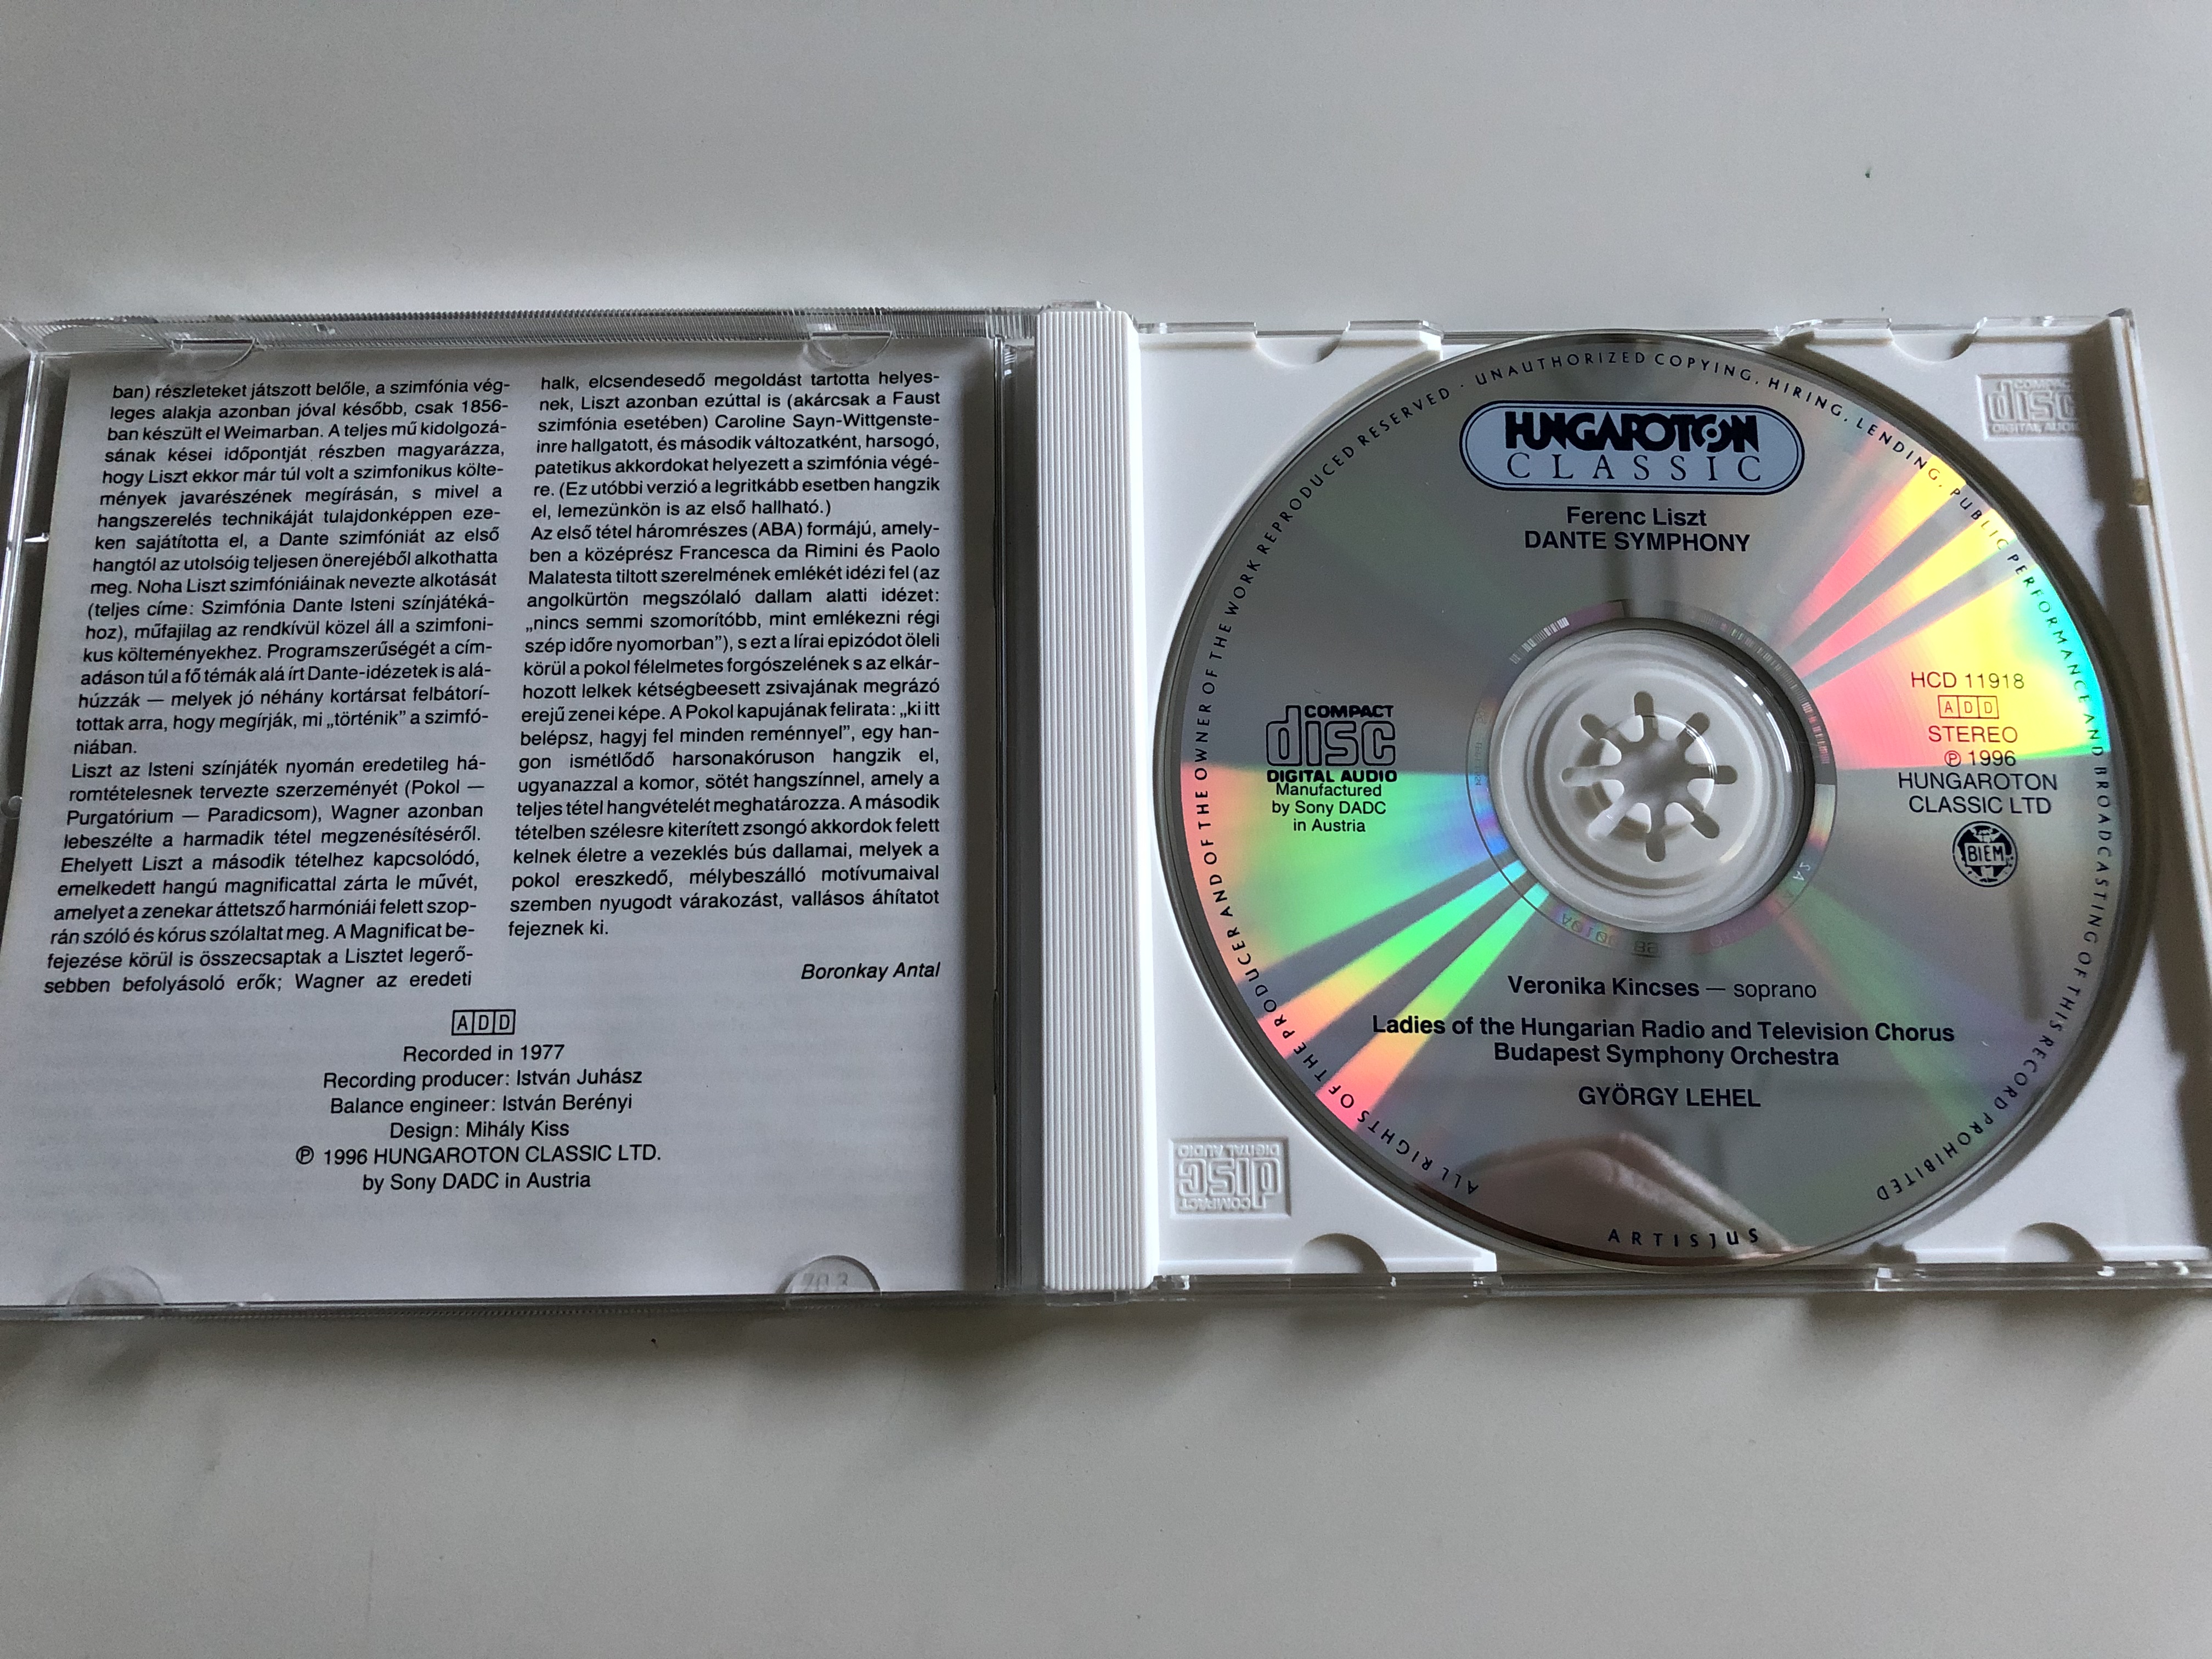 ban) részleteket játszott belőle, a szimfónia vég-
leges alakja azonban jóval később, csak 1856-
ban készült el Weimarban. A teljes mű kidolgozá-
sának kései időpontját részben magyarázza,
hogy Liszt ekkor már túl volt a szimfonikus költe-
mények javarészének megírásán, s mivel a
hangszerelés technikáját tulajdonképpen eze-
ken sajátította el, a Dante szimfóniát az első
hangtól az utolsóig teljesen önerejéből alkothatta
meg. Noha Liszt szimfóniáinak nevezte alkotását
(teljes címe: Szimfónia Dante Isteni színjátéká-
hoz), műfajilag az rendkívül közel áll a szimfoni-
kus költeményekhez. Programszerűségét a cím-
adáson túl a fő témák alá írt Dante-idézetek is alá-
húzzák — melyek jó néhány kortársat felbátorí-
tottak arra, hogy megírják, mi „történik” a szimfó-
niában.
Liszt az Isteni színjáték nyomán eredetileg há-
romtételesnek tervezte szerzeményét (Pokol —
Purgatórium — Paradicsom), Wagner azonban
lebeszélte a harmadik tétel megzenésítéséről.
Ehelyett Liszt a második tételhez kapcsolódó,
emelkedett hangú magnificattal zárta le művét,
amelyet a zenekar áttetsző harmóniái felett szop-
rán szóló és kórus szólaltat meg. A Magnificat be-
fejezése körül is összecsaptak a Lisztet legerő-
sebben befolyásoló erők; Wagner az eredeti
halk, elcsendesedő megoldást tartotta helyes-
nek, Liszt azonban ezúttal is (akárcsak a Faust
szimfónia esetében) Caroline Sayn-Wittgenste-
inre hallgatott, és második változatként, harsogó,
patetikus akkordokat helyezett a szimfónia végé-
re. (Ez utóbbi verzió a legritkább esetben hangzik
el, lemezünkön is az első hallható.)
Az első tétel háromrészes (ABA) formájú, amely-
ben a középrész Francesca da Rimini és Paolo
Malatesta tiltott szerelmének emlékét idézi fel (az
angolkürtön megszólaló dallam alatti idézet:
„nincs semmi szomorítóbb, mint emlékezni régi
szép időre nyomorban”), s ezt a lírai epizódot öleli
körül a pokol félelmetes forgószelének s az elkár-
hozott lelkek kétségbeesett zsivajának megrázó
erejű zenei képe. A Pokol kapujának felirata: „ki itt
belépsz, hagyj fel minden reménnyel”, egy han-
gon ismétlődő harsonakóruson hangzik el,
ugyanazzal a komor, sötét hangszínnel, amely a
teljes tétel hangvételét meghatározza. A második
tételben szélesre kiterített zsongó akkordok felett
kelnek életre a vezeklés bús dallamai, melyek a
pokol ereszkedő, mélybeszálló motívumaival
szemben nyugodt várakozást, vallásos áhítatot
fejeznek ki.
Boronkay Antal
ADD
Recorded in 1977
Recording producer: István Juhász
Balance engineer: István Berényi
Design: Mihály Kiss
℗ 1996 HUNGAROTON CLASSIC LTD.
by Sony DADC in Austria
ALL RIGHTS OF THE PRODUCER AND OF THE OWNER OF THE WORK REPRODUCED RESERVED · UNAUTHORIZED COPYING, HIRING, LENDING, PUBLIC PERFORMANCE AND BROADCASTING OF THIS RECORD PROHIBITED
HUNGAROTON
CLASSIC
Ferenc Liszt
DANTE SYMPHONY
COMPACT
disc
DIGITAL AUDIO
Manufactured
by Sony DADC
in Austria
HCD 11918
ADD
STEREO
℗ 1996
HUNGAROTON
CLASSIC LTD
BIEM
Veronika Kincses — soprano
Ladies of the Hungarian Radio and Television Chorus
Budapest Symphony Orchestra
GYÖRGY LEHEL
ARTISJUS
COMPACT
disc
DIGITAL AUDIO
COMPACT
disc
DIGITAL AUDIO